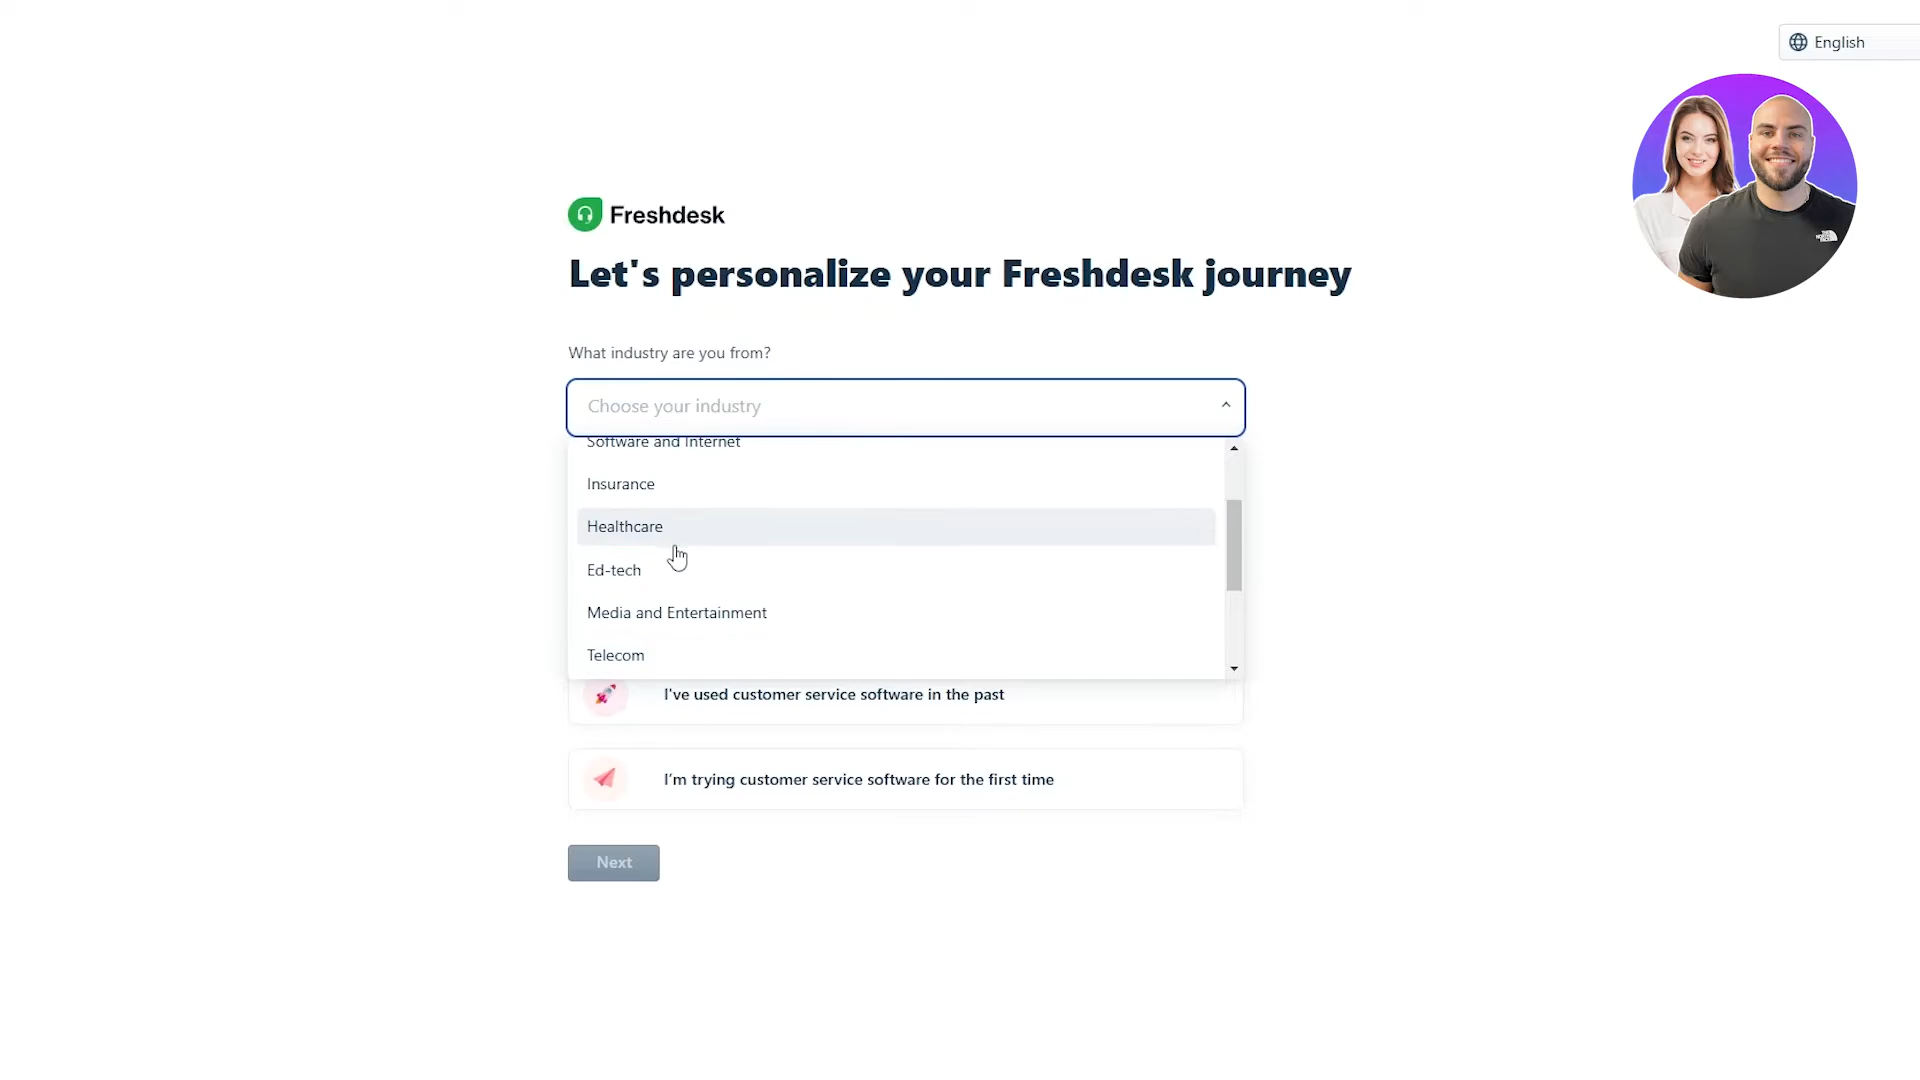 English
Freshdesk
Let's personalize your Freshdesk journey
What industry are you from?
Choose your industry
Software and Internet
Insurance
Healthcare
Ed-tech
Media and Entertainment
Telecom
I've used customer service software in the past
I'm trying customer service software for the first time
Next